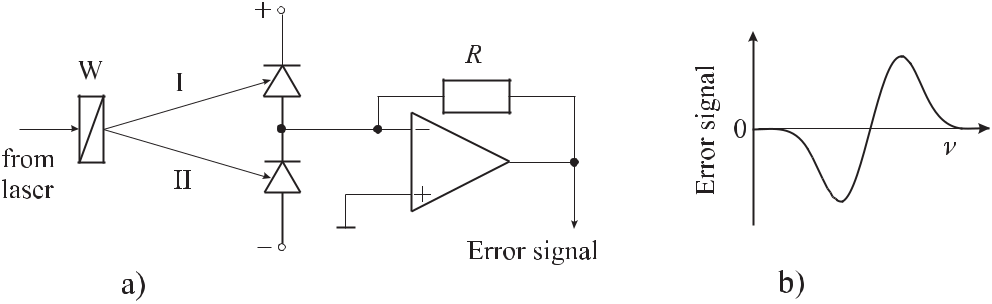 +
W
I
from
laser
II
−
R
−
+
Error signal
a)
Error signal
0
ν
b)